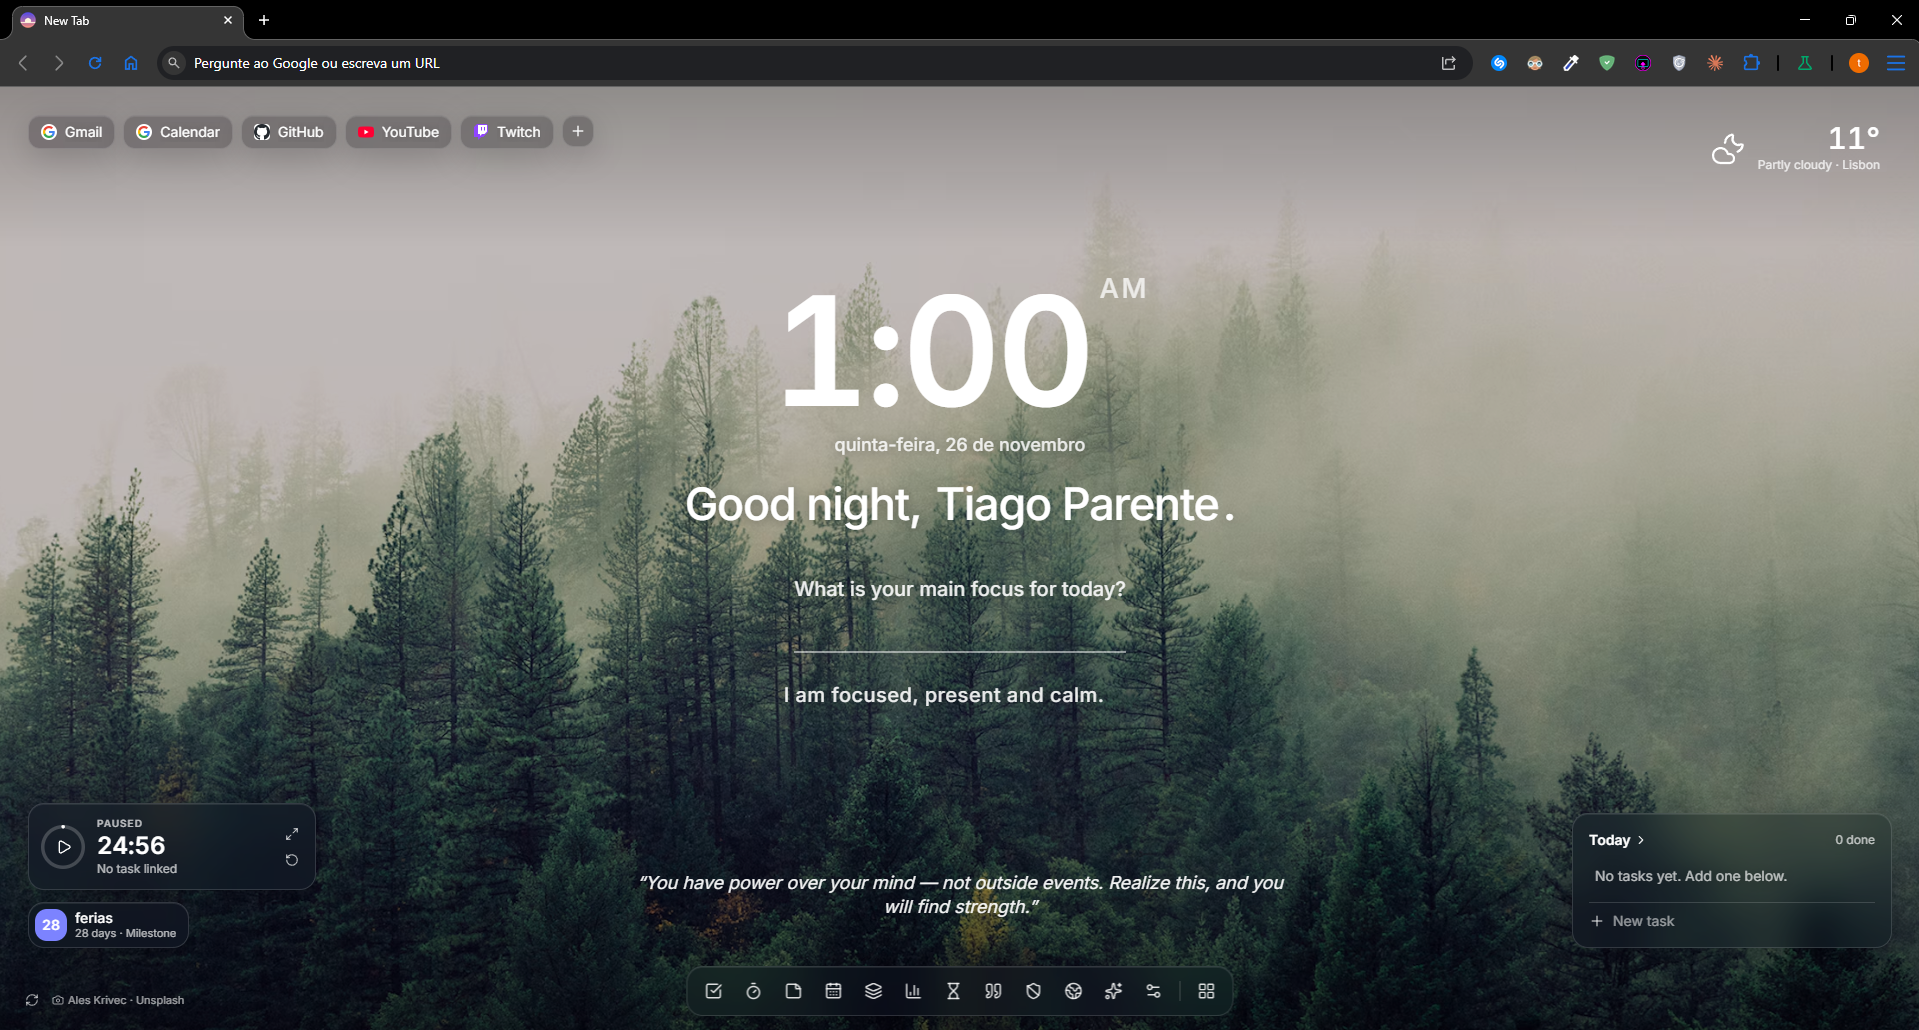 New Tab
Pergunte ao Google ou escreva um URL
t
Gmail
Calendar
GitHub
YouTube
Twitch
11°
Partly cloudy · Lisbon
1:00 AM
quinta-feira, 26 de novembro
Good night, Tiago Parente.
What is your main focus for today?
I am focused, present and calm.
PAUSED
24:56
No task linked
28
ferias
28 days · Milestone
“You have power over your mind — not outside events. Realize this, and you
will find strength.”
Today
0 done
No tasks yet. Add one below.
New task
Ales Krivec · Unsplash